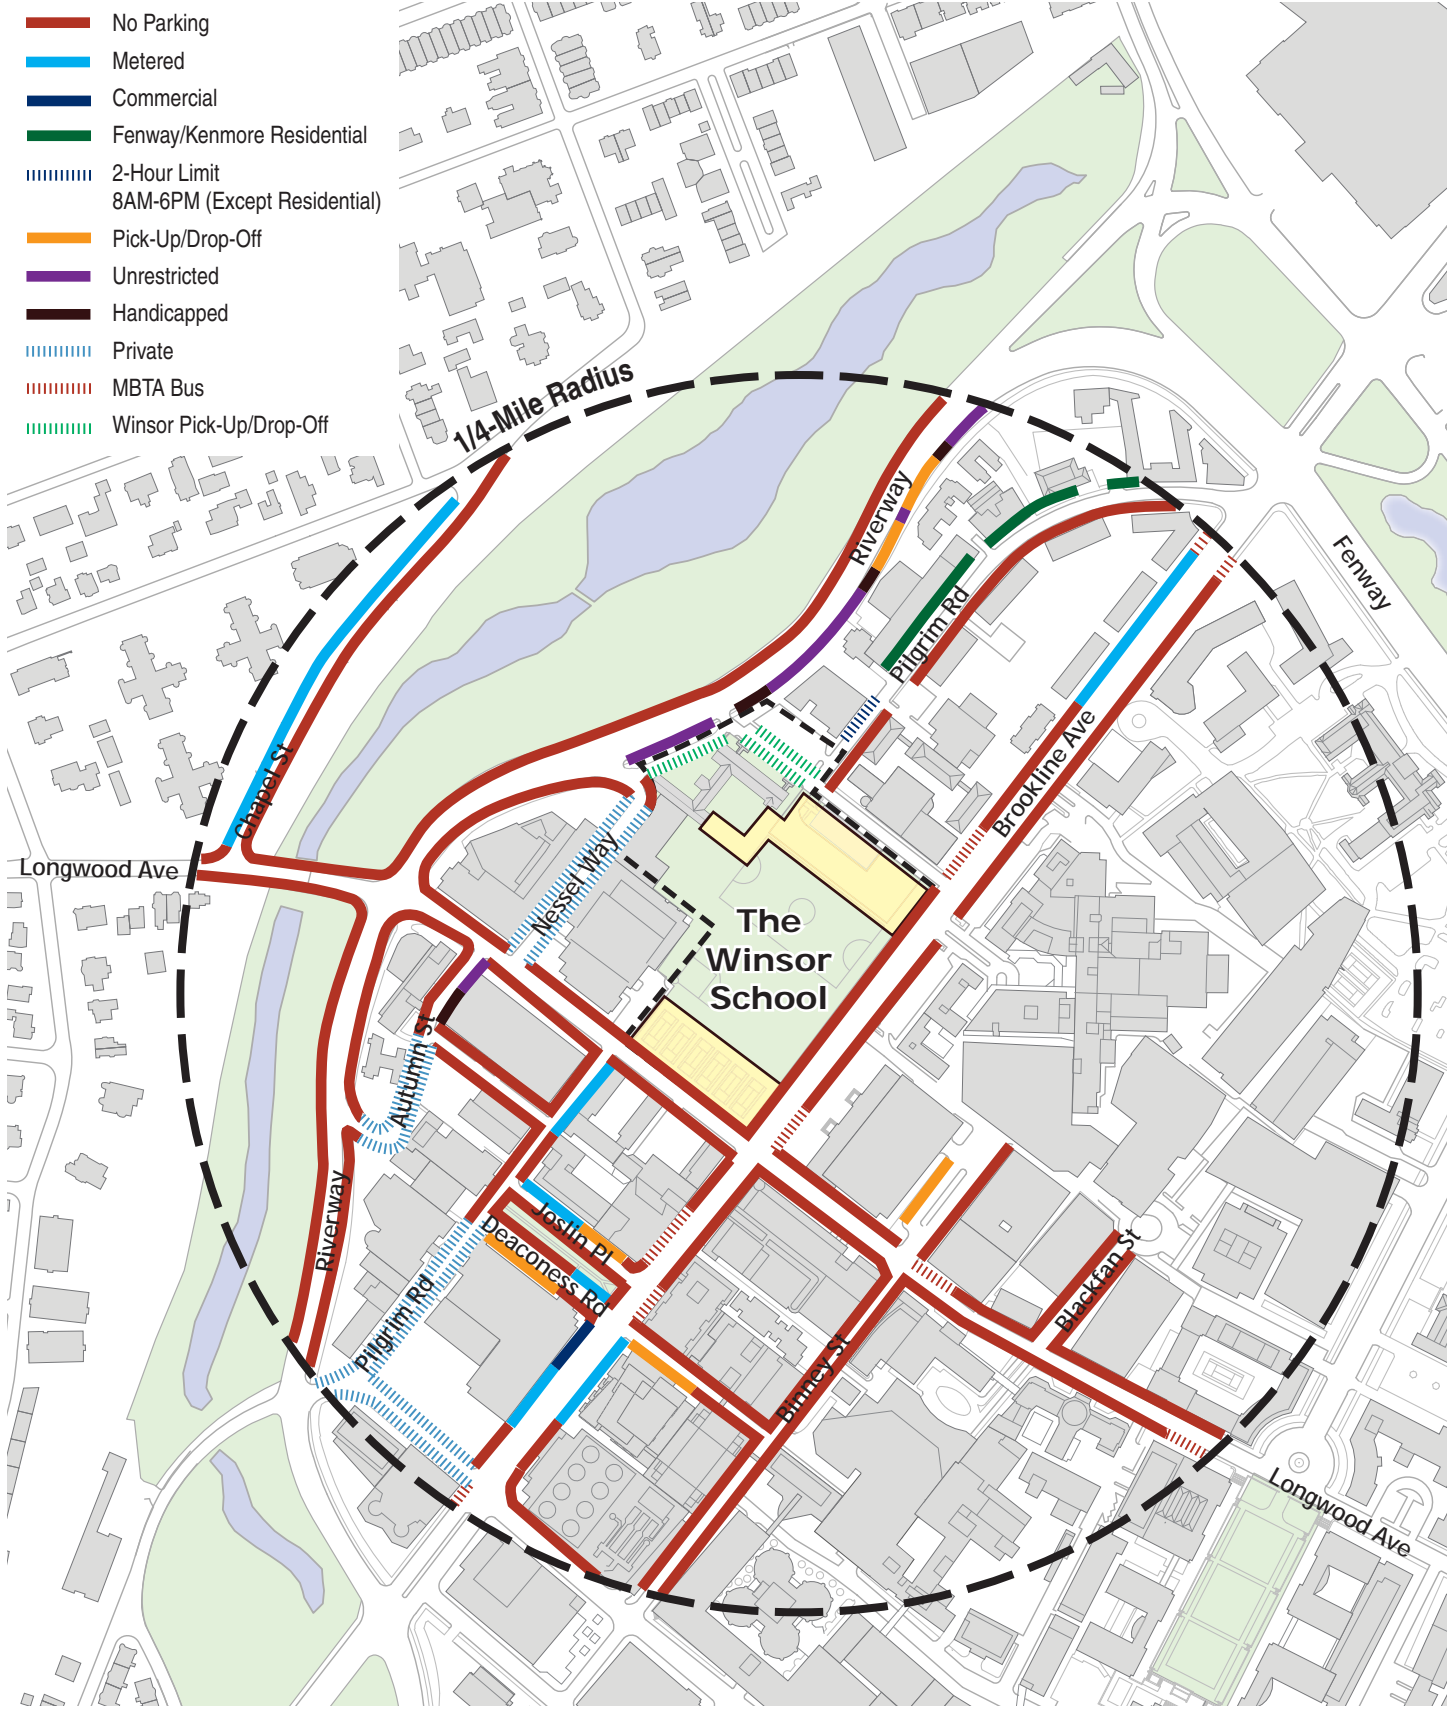 No Parking
Metered
Commercial
Fenway/Kenmore Residential
2-Hour Limit
8AM-6PM (Except Residential)
Pick-Up/Drop-Off
Unrestricted
Handicapped
Private
MBTA Bus
Winsor Pick-Up/Drop-Off
1/4-Mile Radius
Riverway
Fenway
Pilgrim Rd
Brookline Ave
Chapel St
Longwood Ave
Nessel Way
The
Winsor
School
Autumn St
Riverway
Joslin Pl
Deaconess Rd
Pilgrim Rd
Blackfan St
Binney St
Longwood Ave